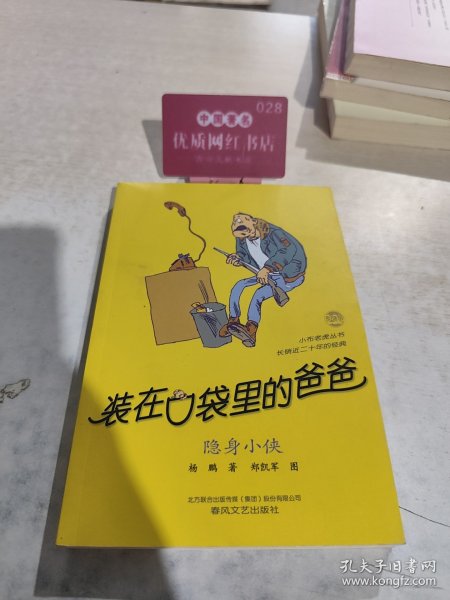 028
中国著名
优质网红书店
小布老虎丛书
长销近二十年的经典
装在口袋里的爸爸
隐身小侠
杨鹏 著 郑凯军 图
北方联合出版传媒（集团）股份有限公司
春风文艺出版社
孔夫子旧书网
www.kongfz.com